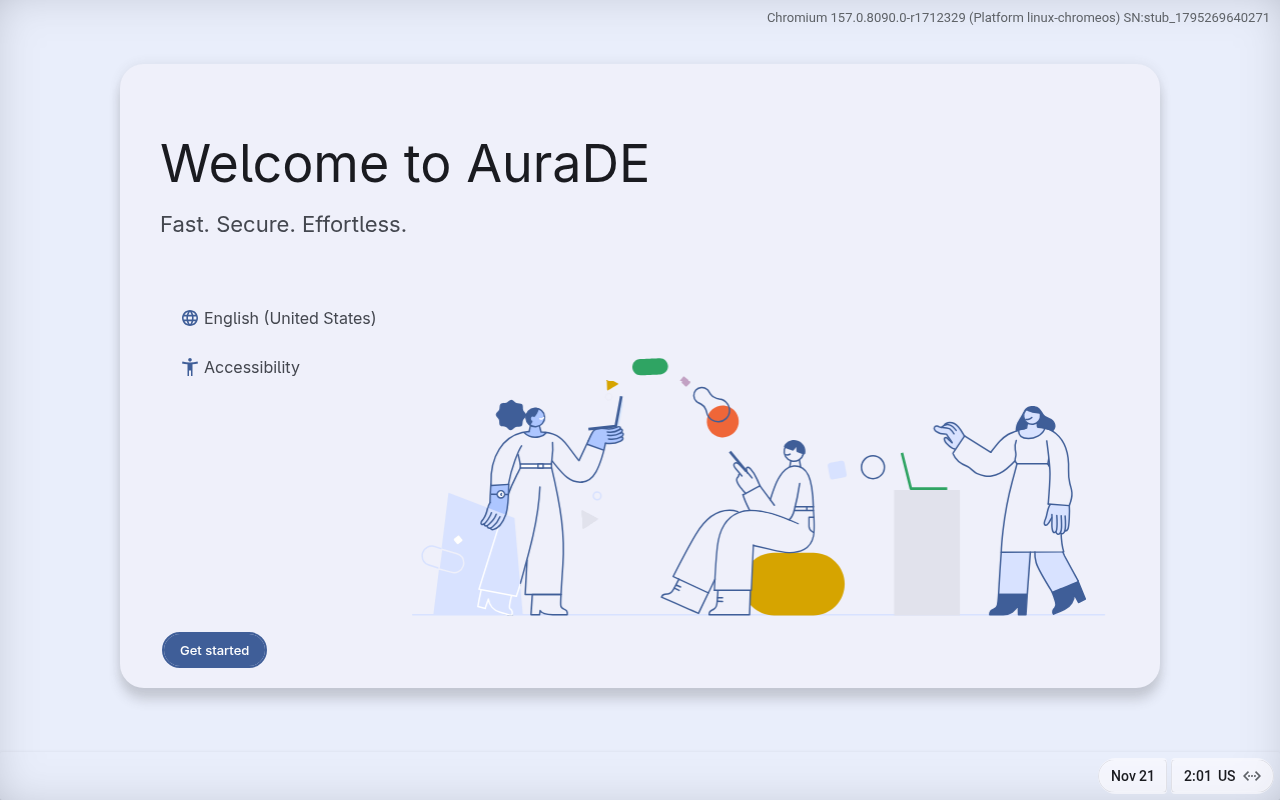 Chromium 157.0.8090.0-r1712329 (Platform linux-chromeos) SN:stub_1795269640271
Welcome to AuraDE
Fast. Secure. Effortless.
English (United States)
Accessibility
Get started
Nov 21
2:01 US